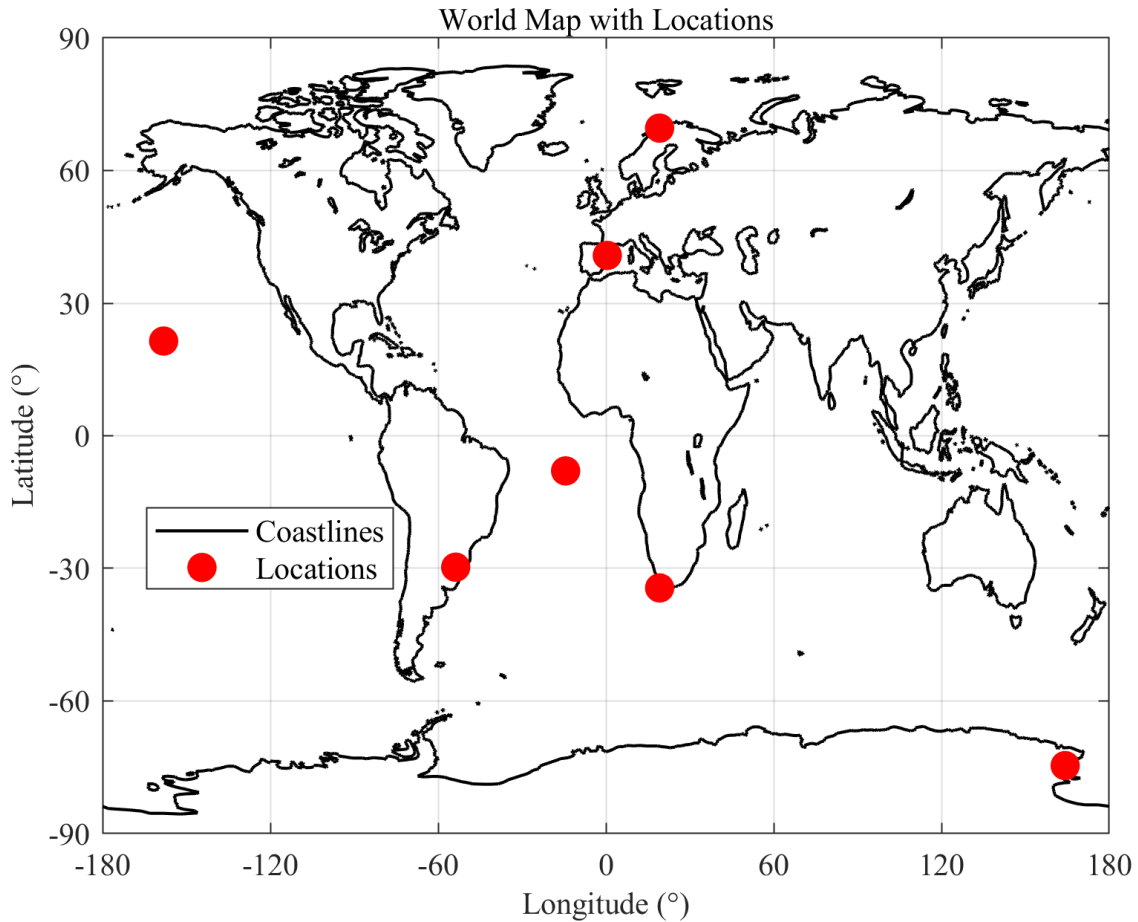 World Map with Locations
90
60
30
0
-30
-60
-90
Latitude (°)
Coastlines
Locations
-180
-120
-60
0
60
120
180
Longitude (°)